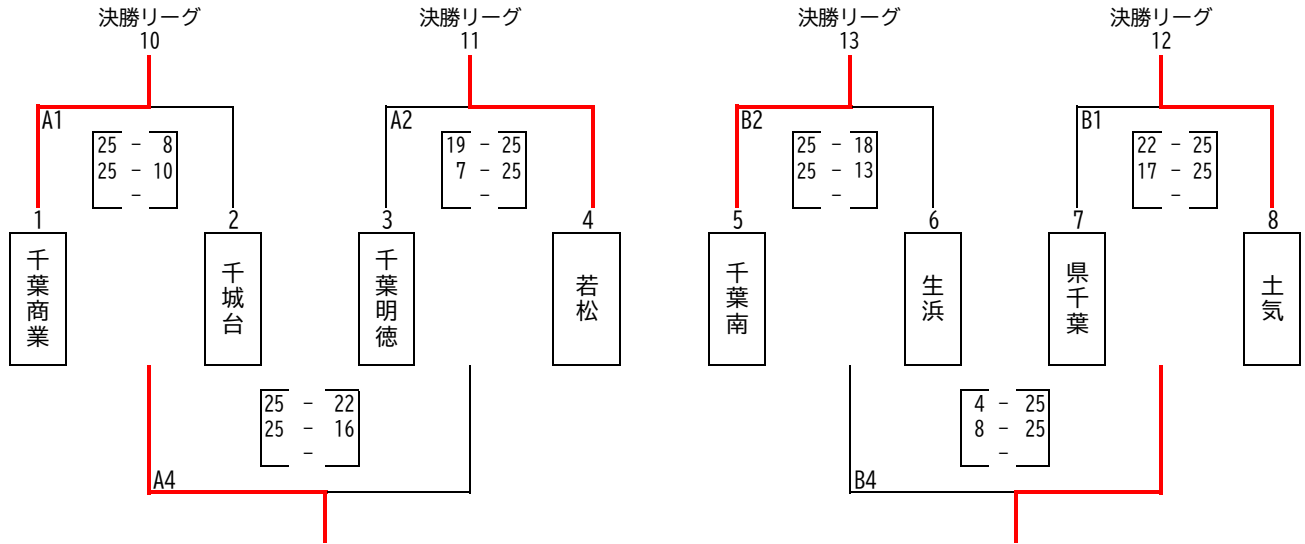 決勝リーグ 決勝リーグ 決勝リーグ 決勝リーグ
10 11 13 12
A1 A2 B2 B1
25 - 8 19 - 25 25 - 18 22 - 25
25 - 10 7 - 25 25 - 13 17 - 25
- - - -
1 2 3 4 5 6 7 8
千葉商業 千城台 千葉明徳 若松 千葉南 生浜 県千葉 土気
25 - 22 4 - 25
25 - 16 8 - 25
- -
A4 B4